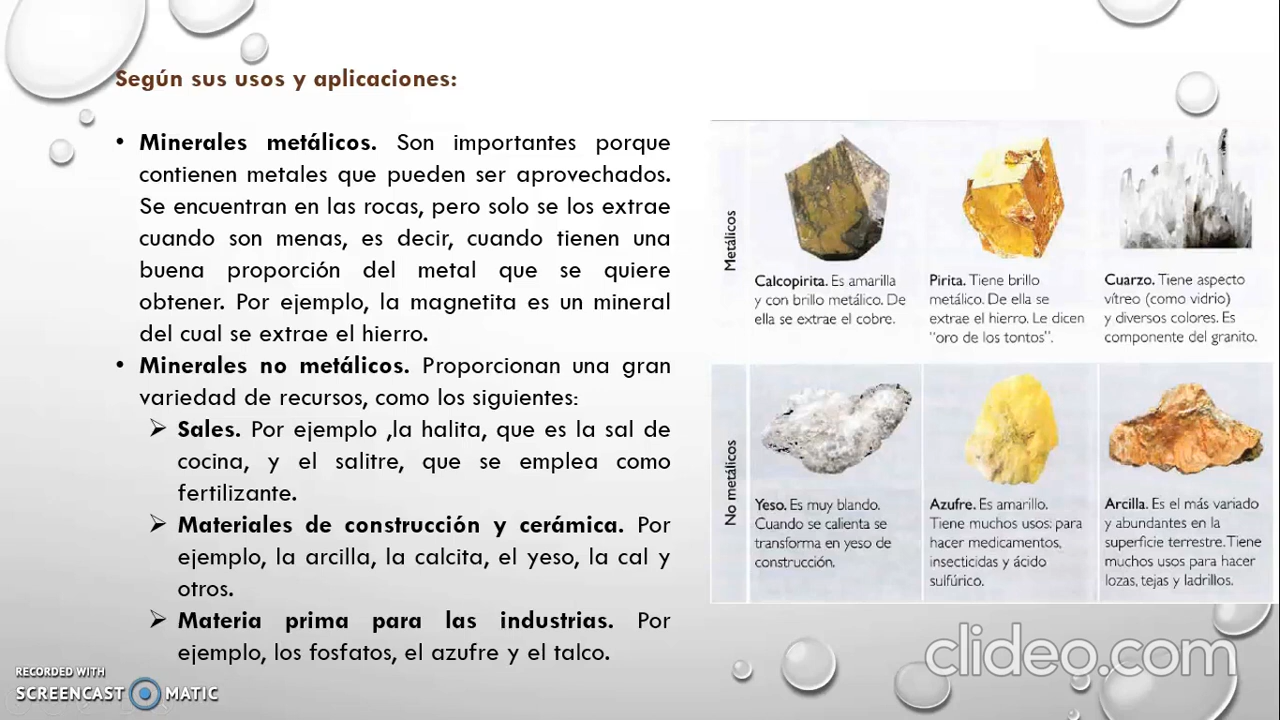 Según sus usos y aplicaciones:
• Minerales metálicos. Son importantes porque
contienen metales que pueden ser aprovechados.
Se encuentran en las rocas, pero solo se los extrae
cuando son menas, es decir, cuando tienen una
buena proporción del metal que se quiere
obtener. Por ejemplo, la magnetita es un mineral
del cual se extrae el hierro.
• Minerales no metálicos. Proporcionan una gran
variedad de recursos, como los siguientes:
Sales. Por ejemplo ,la halita, que es la sal de
cocina, y el salitre, que se emplea como
fertilizante.
Materiales de construcción y cerámica. Por
ejemplo, la arcilla, la calcita, el yeso, la cal y
otros.
Materia prima para las industrias. Por
ejemplo, los fosfatos, el azufre y el talco.
Metálicos
Calcopirita. Es amarilla
y con brillo metálico. De
ella se extrae el cobre.
Pirita. Tiene brillo
metálico. De ella se
extrae el hierro. Le dicen
“oro de los tontos”.
Cuarzo. Tiene aspecto
vítreo (como vidrio)
y diversos colores. Es
componente del granito.
No metálicos
Yeso. Es muy blando.
Cuando se calienta se
transforma en yeso de
construcción.
Azufre. Es amarillo.
Tiene muchos usos: para
hacer medicamentos,
insecticidas y ácido
sulfúrico.
Arcilla. Es el más variado
y abundantes en la
superficie terrestre. Tiene
muchos usos para hacer
lozas, tejas y ladrillos.
RECORDED WITH
SCREENCAST MATIC
clideo.com